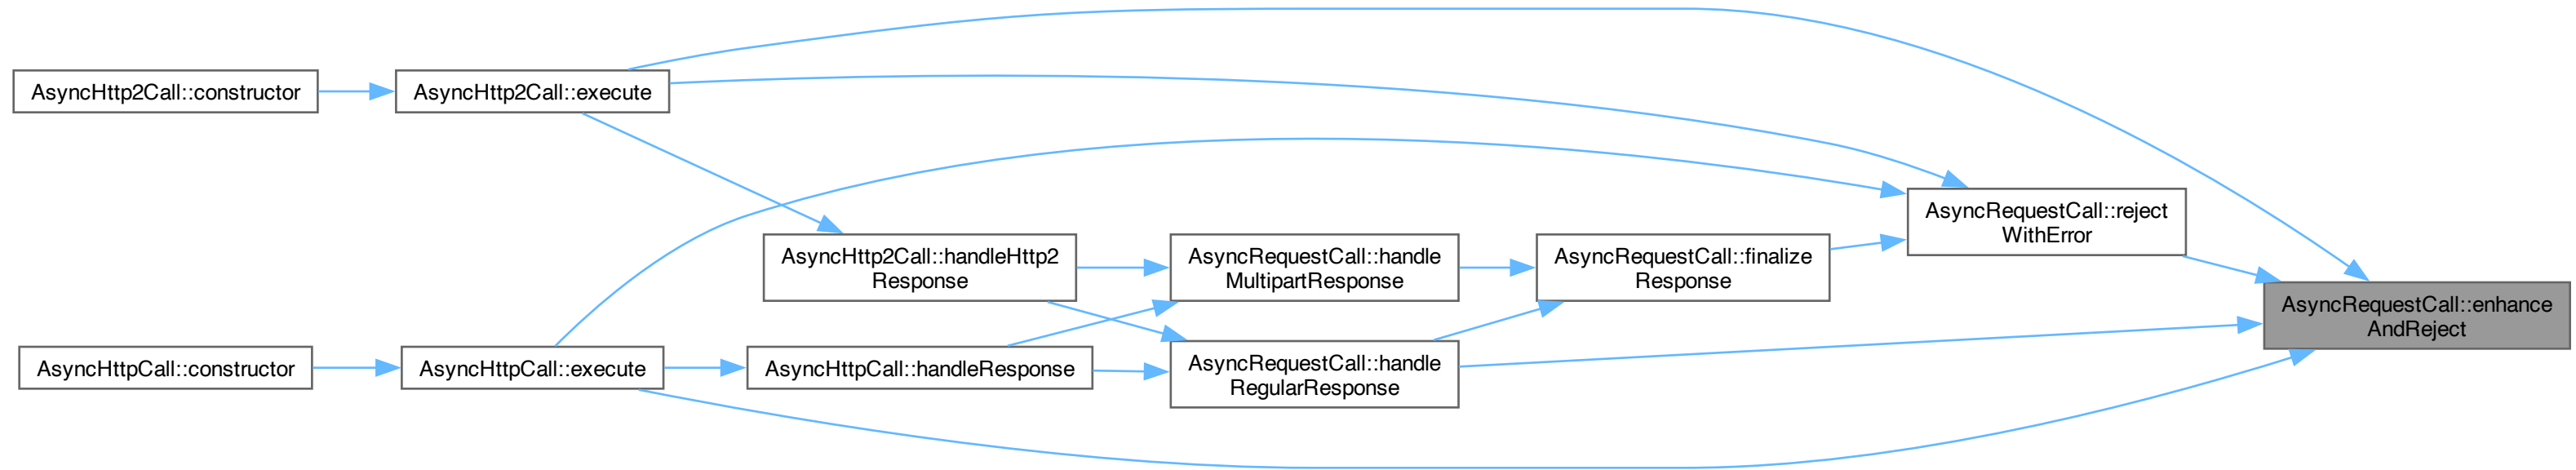 AsyncHttp2Call::constructor
AsyncHttp2Call::execute
AsyncRequestCall::reject
WithError
AsyncHttp2Call::handleHttp2
Response
AsyncRequestCall::handle
MultipartResponse
AsyncRequestCall::finalize
Response
AsyncRequestCall::enhance
AndReject
AsyncHttpCall::constructor
AsyncHttpCall::execute
AsyncHttpCall::handleResponse
AsyncRequestCall::handle
RegularResponse